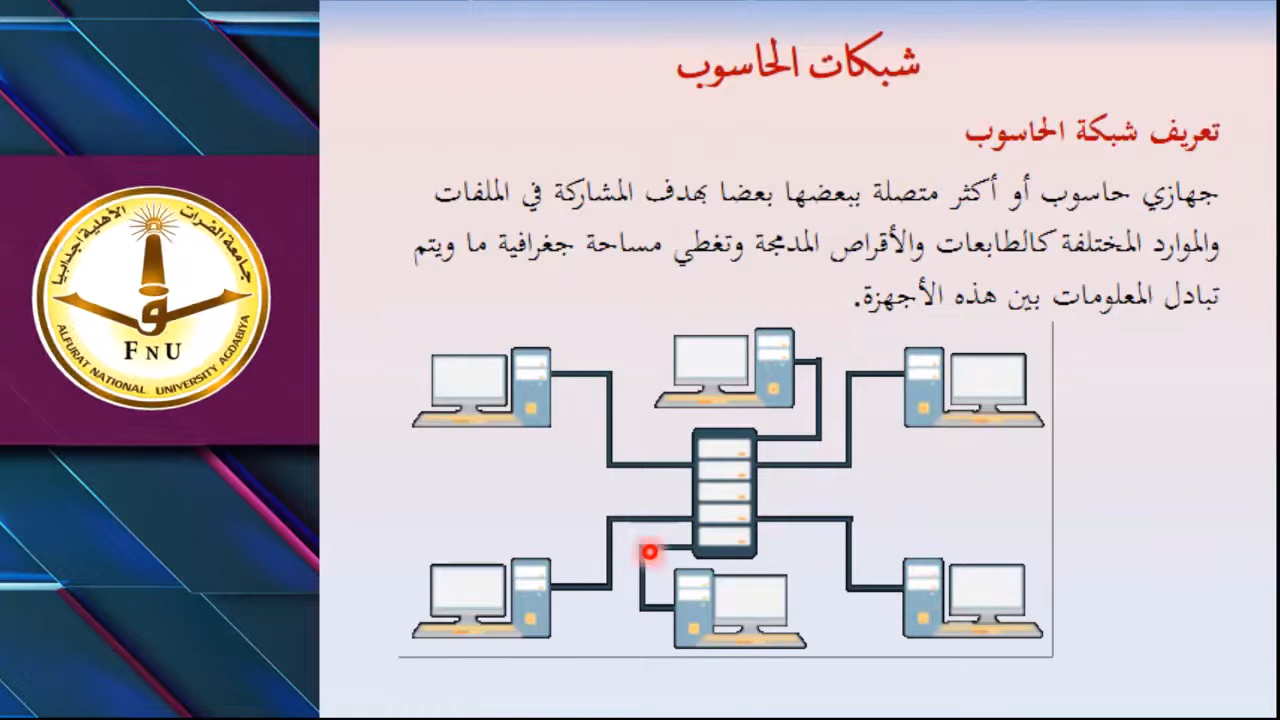 شبكات الحاسوب
تعريف شبكة الحاسوب
جهازي حاسوب أو أكثر متصلة ببعضها بعضا بهدف المشاركة في الملفات
والموارد المختلفة كالطابعات والأقراص المدمجة وتغطي مساحة جغرافية ما ويتم
تبادل المعلومات بين هذه الأجهزة.
جامعة الفرات الأهلية اجدابيا
FNU
ALFURAT NATIONAL UNIVERSITY AGDABIYA